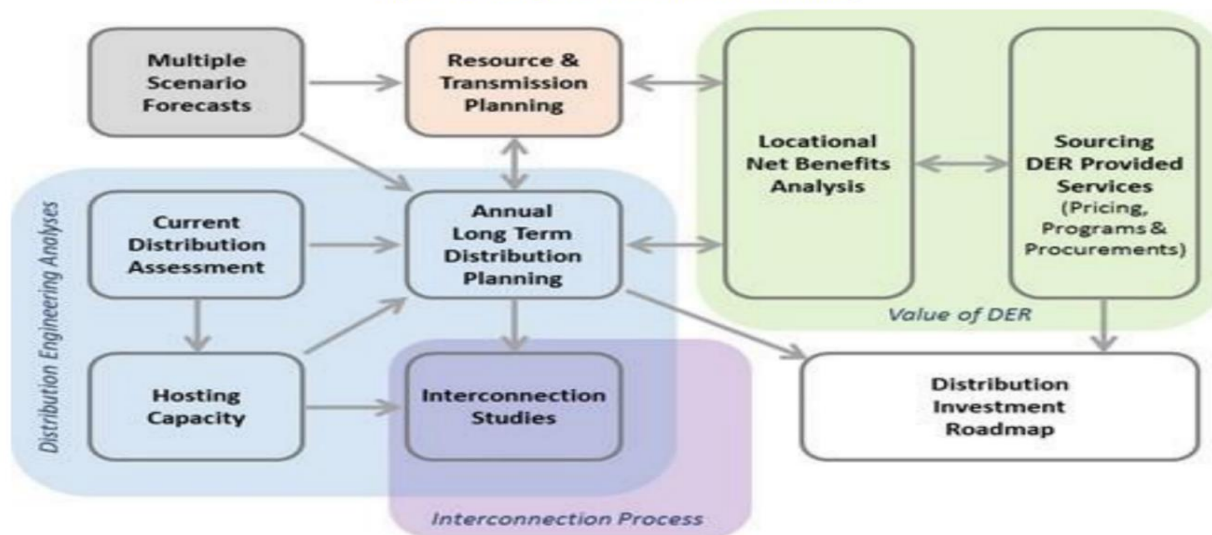 Multiple
Scenario
Forecasts
Resource &
Transmission
Planning
Locational
Net Benefits
Analysis
Sourcing
DER Provided
Services
(Pricing,
Programs &
Procurements)
Current
Distribution
Assessment
Annual
Long Term
Distribution
Planning
Value of DER
Distribution Engineering Analyses
Hosting
Capacity
Interconnection
Studies
Distribution
Investment
Roadmap
Interconnection Process